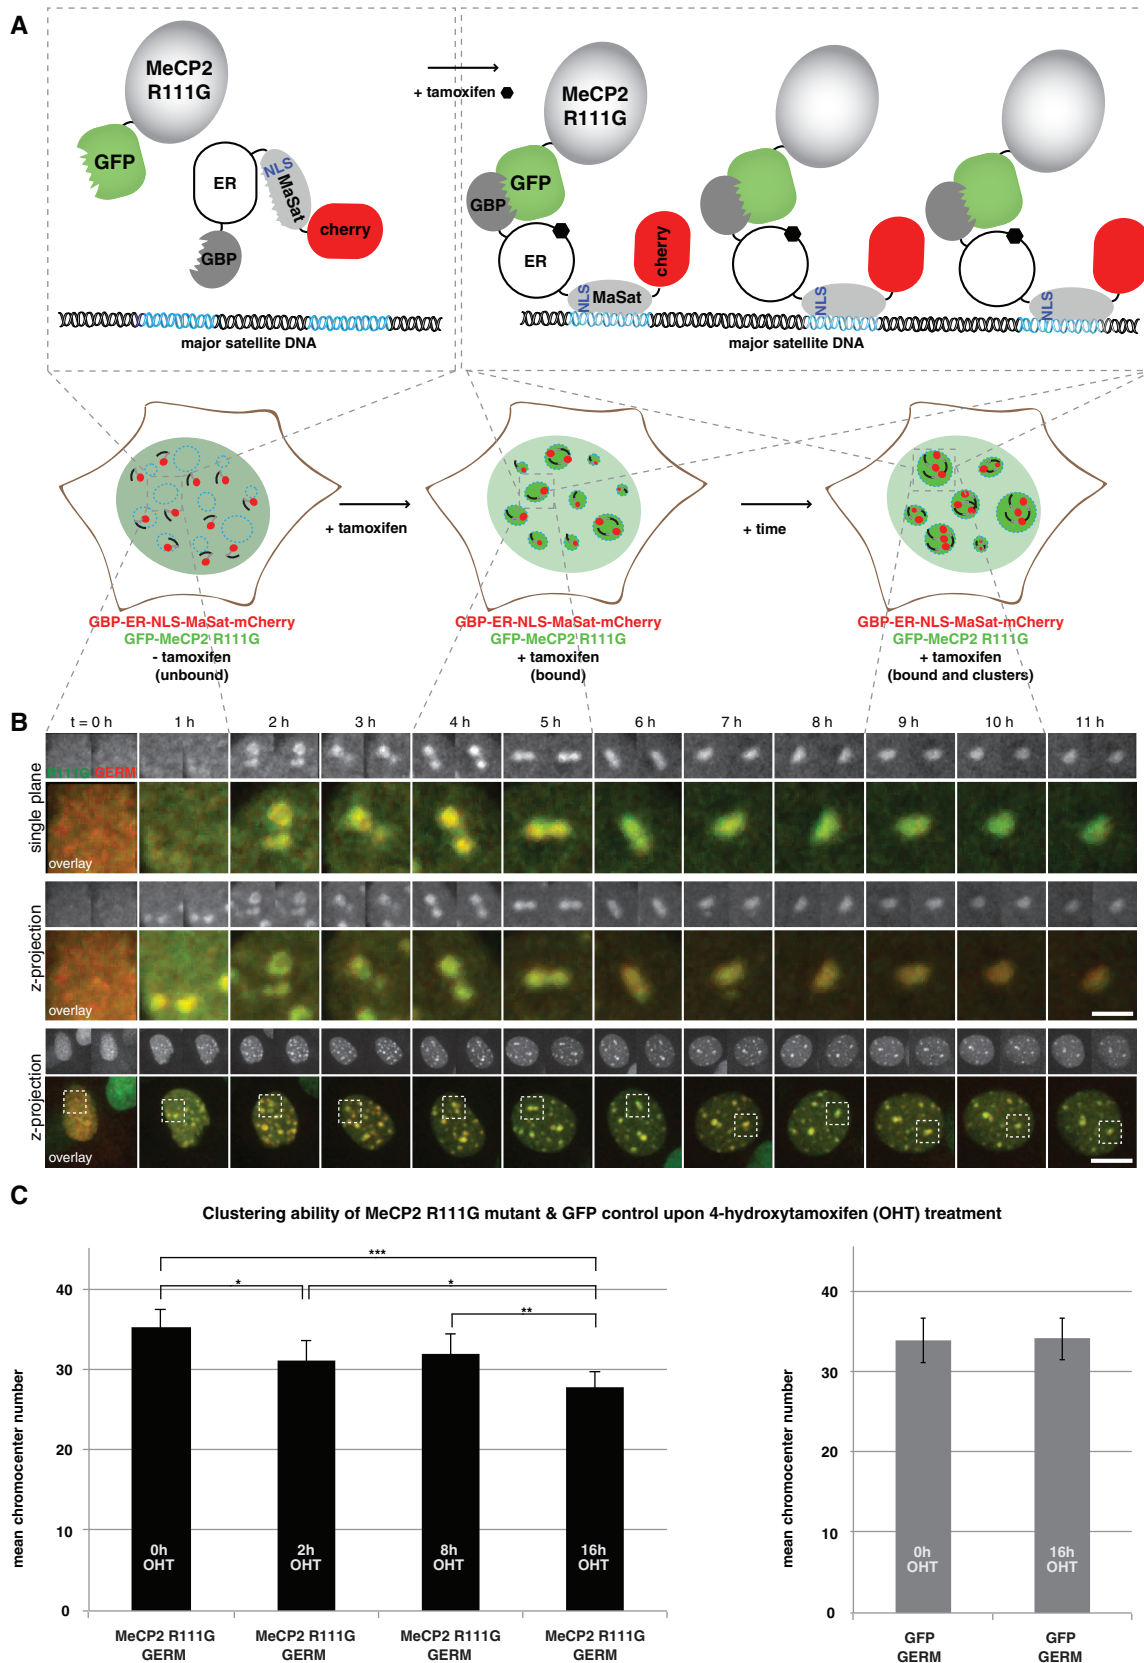 A
MeCP2
R111G
GFP
ER
NLS
MaSat
cherry
GBP
major satellite DNA
+ tamoxifen
MeCP2
R111G
GFP
GBP
ER
cherry
NLS
MaSat
NLS
NLS
major satellite DNA
+ tamoxifen
+ time
GBP-ER-NLS-MaSat-mCherry
GFP-MeCP2 R111G
- tamoxifen
(unbound)
GBP-ER-NLS-MaSat-mCherry
GFP-MeCP2 R111G
+ tamoxifen
(bound)
GBP-ER-NLS-MaSat-mCherry
GFP-MeCP2 R111G
+ tamoxifen
(bound and clusters)
B
t = 0 h 1 h 2 h 3 h 4 h 5 h 6 h 7 h 8 h 9 h 10 h 11 h
R111G GERM
single plane
overlay
z-projection
overlay
z-projection
overlay
C
Clustering ability of MeCP2 R111G mutant & GFP control upon 4-hydroxytamoxifen (OHT) treatment
mean chromocenter number
40
30
20
10
0
***
* *
**
0h
OHT
2h
OHT
8h
OHT
16h
OHT
MeCP2 R111G
GERM
MeCP2 R111G
GERM
MeCP2 R111G
GERM
MeCP2 R111G
GERM
mean chromocenter number
40
30
20
10
0
0h
OHT
16h
OHT
GFP
GERM
GFP
GERM